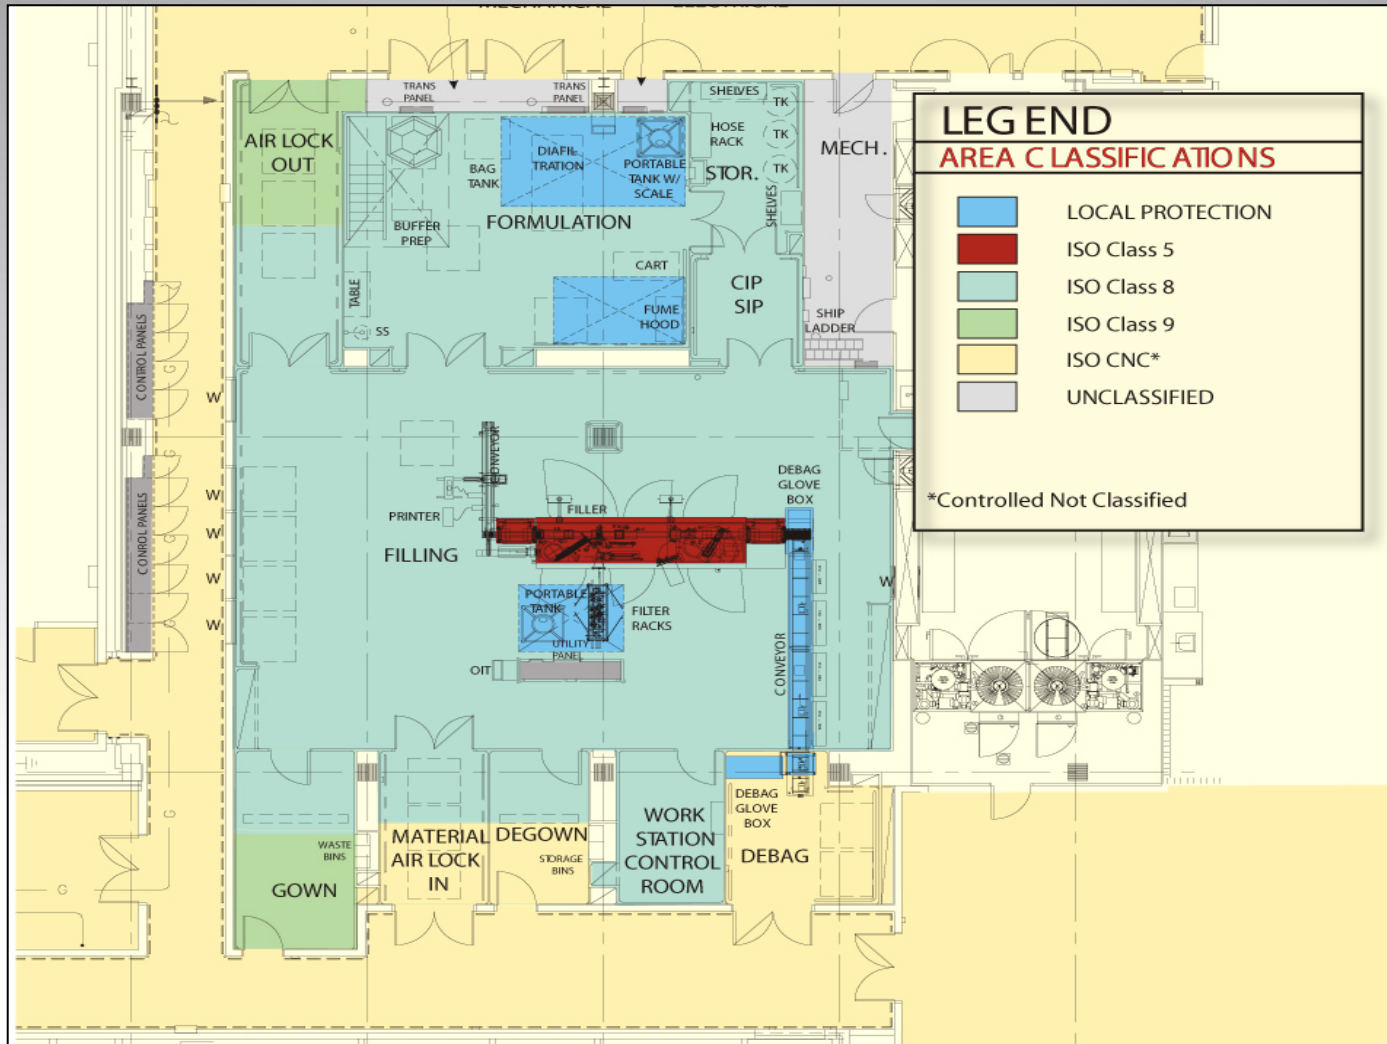 MECHANICAL
ELECTRICAL
TRANS
PANEL
TRANS
PANEL
SHELVES
TK
TK
TK
AIR LOCK
OUT
HOSE
RACK
STOR.
SHELVES
MECH.
DIAFIL
TRATION
PORTABLE
TANK W/
SCALE
BAG
TANK
BUFFER
PREP
FORMULATION
CART
FUME
HOOD
TABLE
SS
CIP
SIP
SHIP
LADDER
CONTROL PANELS
CONROL PANELS
W
W
W
W
W
W
G
G
G
G
G
G
CONVEYOR
PRINTER
FILLER
FILLING
DEBAG
GLOVE
BOX
PORTABLE
TANK
FILTER
RACKS
UTILITY
PANEL
OIT
CONVEYOR
WASTE
BINS
GOWN
MATERIAL
AIR LOCK
IN
DEGOWN
STORAGE
BINS
WORK
STATION
CONTROL
ROOM
DEBAG
GLOVE
BOX
DEBAG
LEGEND
AREA CLASSIFICATIONS
LOCAL PROTECTION
ISO Class 5
ISO Class 8
ISO Class 9
ISO CNC*
UNCLASSIFIED
*Controlled Not Classified